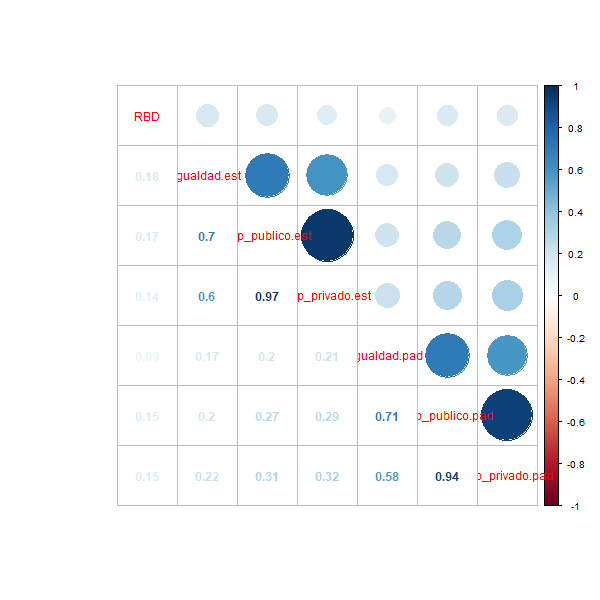 RBD
0.18 gualdad.est
0.17 0.7 p_publico.est
0.14 0.6 0.97 p_privado.est
0.09 0.17 0.2 0.21 gualdad.pad
0.15 0.2 0.27 0.29 0.71 p_publico.pad
0.15 0.22 0.31 0.32 0.58 0.94 p_privado.pad
1
0.8
0.6
0.4
0.2
0
-0.2
-0.4
-0.6
-0.8
-1